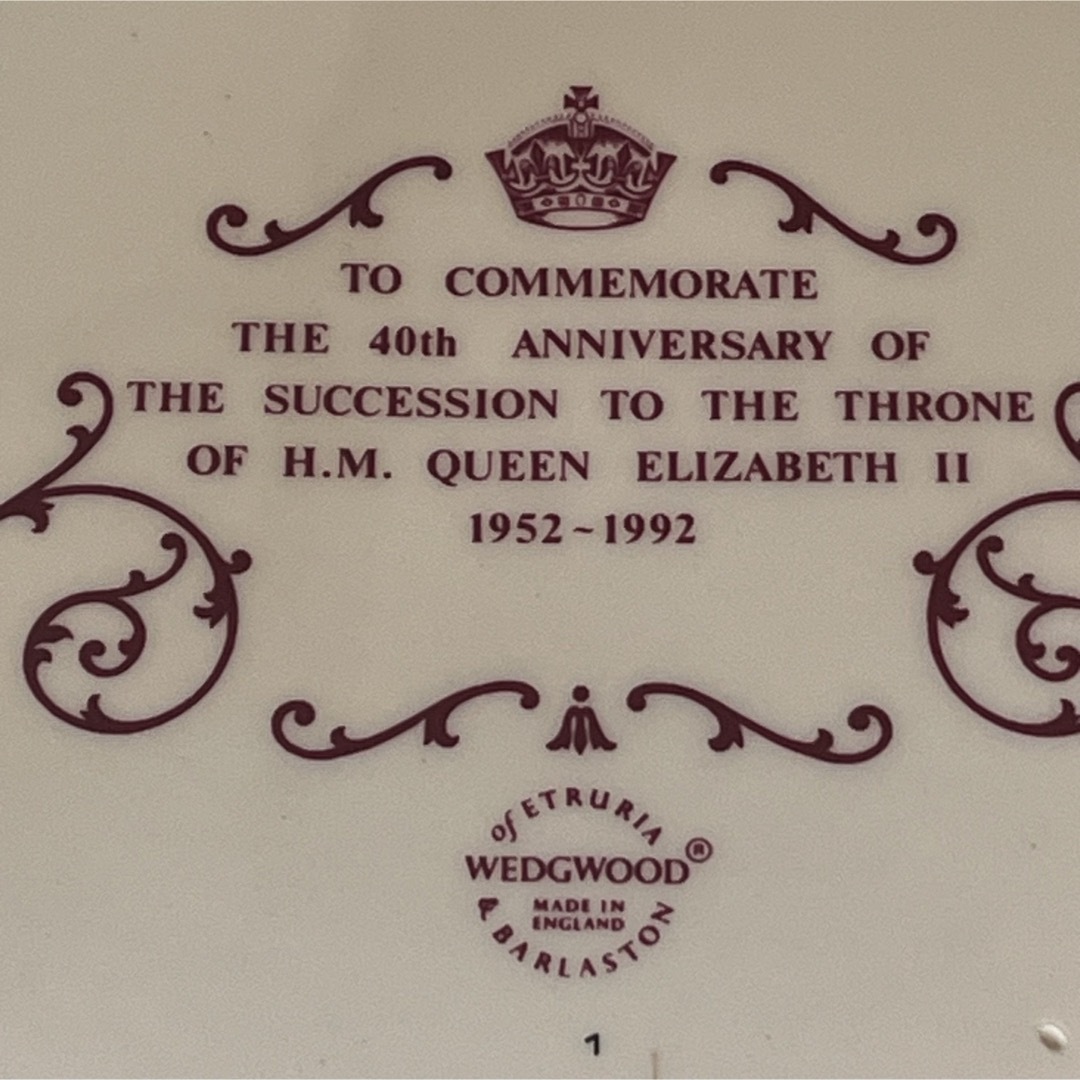 TO COMMEMORATE
THE 40th ANNIVERSARY OF
THE SUCCESSION TO THE THRONE
OF H.M. QUEEN ELIZABETH II
1952~1992
of ETRURIA
WEDGWOOD®
MADE IN
ENGLAND
& BARLASTON
1